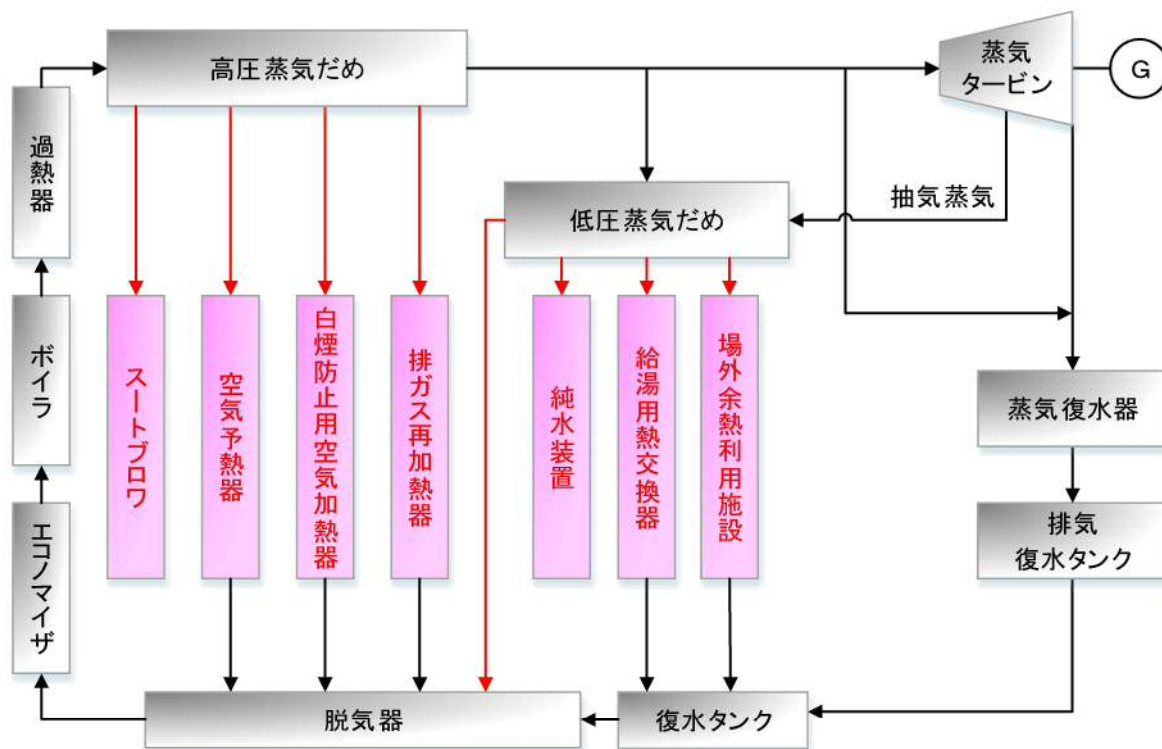 高圧蒸気だめ
蒸気
タービン
G
過熱器
低圧蒸気だめ
抽気蒸気
ボイラ
スートブロワ
空気予熱器
白煙防止用空気加熱器
排ガス再加熱器
純水装置
給湯用熱交換器
場外余熱利用施設
蒸気復水器
エコノマイザ
排気
復水タンク
脱気器
復水タンク